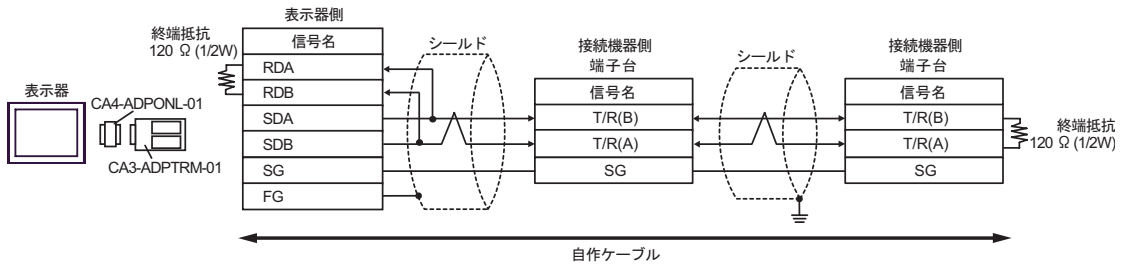 表示器
CA4-ADPONL-01
CA3-ADPTRM-01
終端抵抗
120 Ω (1/2W)
表示器側
信号名
RDA
RDB
SDA
SDB
SG
FG
シールド
接続機器側
端子台
信号名
T/R(B)
T/R(A)
SG
シールド
接続機器側
端子台
信号名
T/R(B)
T/R(A)
SG
終端抵抗
120 Ω (1/2W)
自作ケーブル